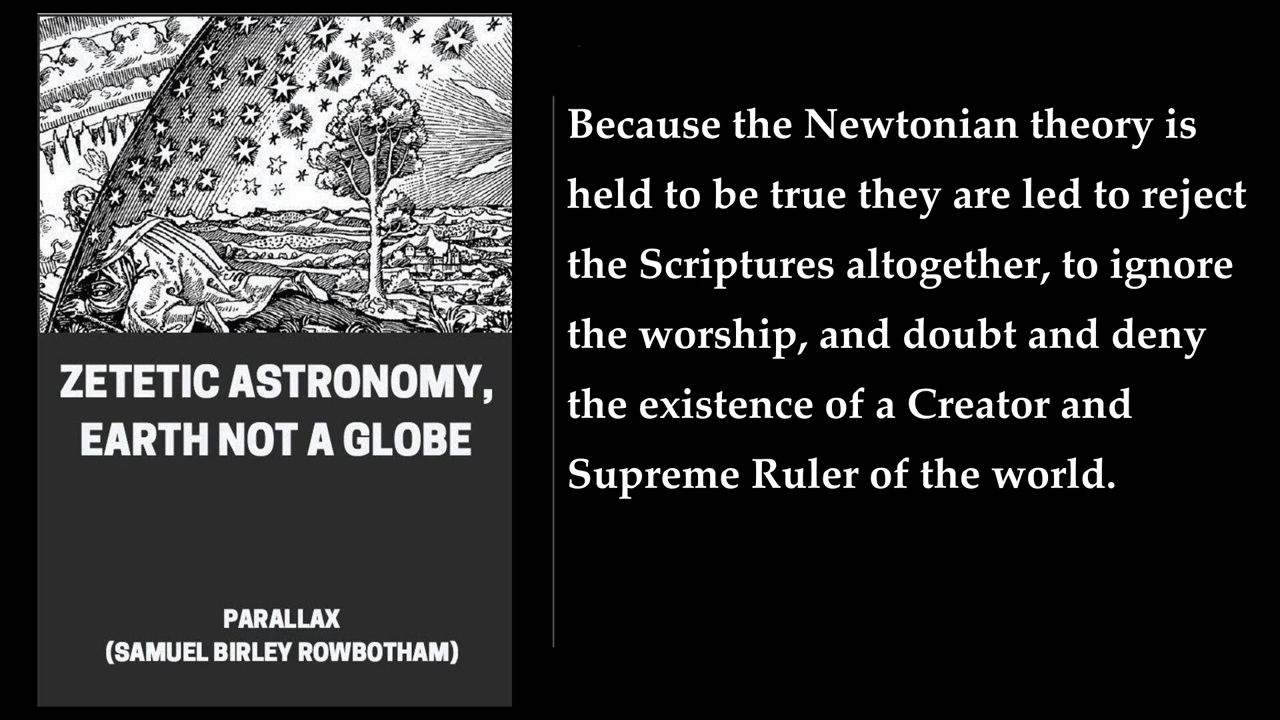 ZETETIC ASTRONOMY,
EARTH NOT A GLOBE
PARALLAX
(SAMUEL BIRLEY ROWBOTHAM)
Because the Newtonian theory is
held to be true they are led to reject
the Scriptures altogether, to ignore
the worship, and doubt and deny
the existence of a Creator and
Supreme Ruler of the world.